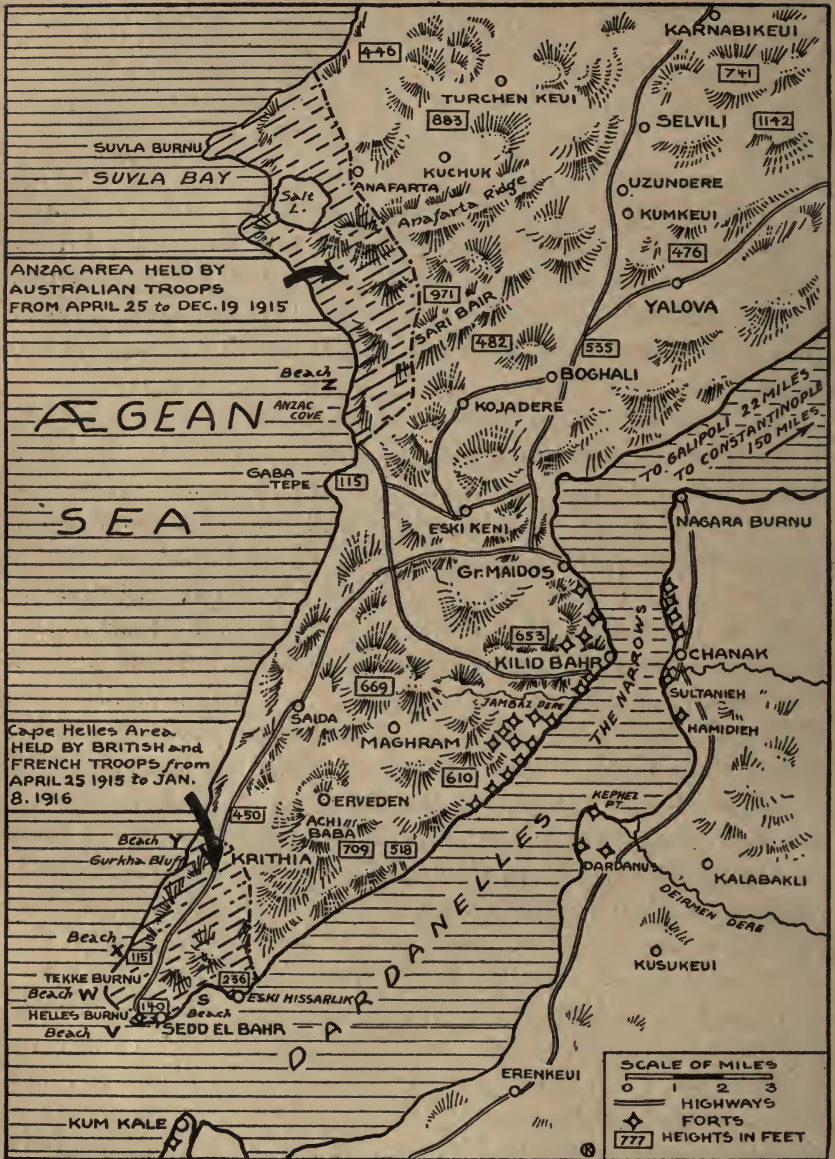 KARNABIKEUI
446
741
TURCHEN KEUI
883
1142
SELVILI
SUVLA BURNU
SUVLA BAY
KUCHUK
ANAFARTA
Anafarta Ridge
Salt
L.
UZUNDERE
KUMKEUI
476
ANZAC AREA HELD BY
AUSTRALIAN TROOPS
FROM APRIL 25 to DEC. 19 1915
971
SARI BAIR
YALOVA
482
535
Beach Z
BOGHALI
ÆGEAN
ANZAC
COVE
KOJADERE
TO GALIPOLI 22 MILES
TO CONSTANTINOPLE
150 MILES
GABA
TEPE
115
SEA
ESKI KENI
NAGARA BURNU
Gr. MAIDOS
653
KILID BAHR
THE NARROWS
CHANAK
669
SULTANIEH
JAMBAZ DERE
SAIDA
HAMIDIEH
MAGHRAM
Cape Helles Area
HELD BY BRITISH and
FRENCH TROOPS from
APRIL 25 1915 to JAN.
8. 1916
610
ERVEDEN
KEPHEZ
PT.
450
ACHI
BABA
709
518
Beach Y
Gurkha Bluff
KRITHIA
DARDANUS
KALABAKLI
DEIRMEN DERE
DARDANELLES
Beach X
115
KUSUKEUI
TEKKE BURNU
236
Beach W
ESKI HISSARLIK
140
S
Beach
HELLES BURNU
Beach V
SEDD EL BAHR
ERENKEUI
SCALE OF MILES
0 1 2 3
HIGHWAYS
FORTS
777 HEIGHTS IN FEET
KUM KALE